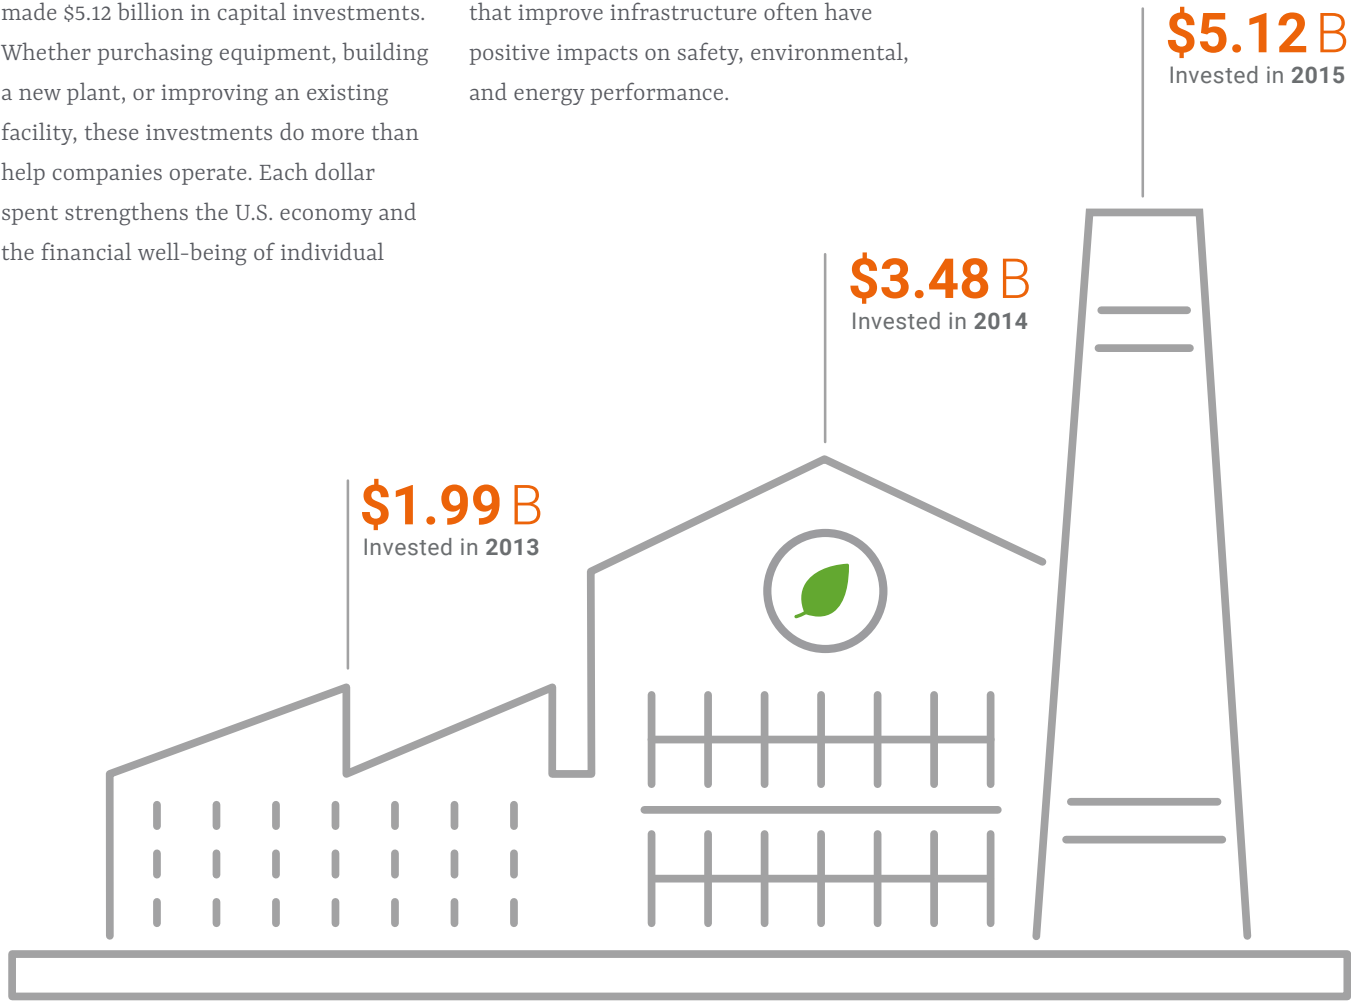 made $5.12 billion in capital investments.
Whether purchasing equipment, building
a new plant, or improving an existing
facility, these investments do more than
help companies operate. Each dollar
spent strengthens the U.S. economy and
the financial well-being of individual
that improve infrastructure often have
positive impacts on safety, environmental,
and energy performance.
$5.12 B
Invested in 2015
$3.48 B
Invested in 2014
$1.99 B
Invested in 2013